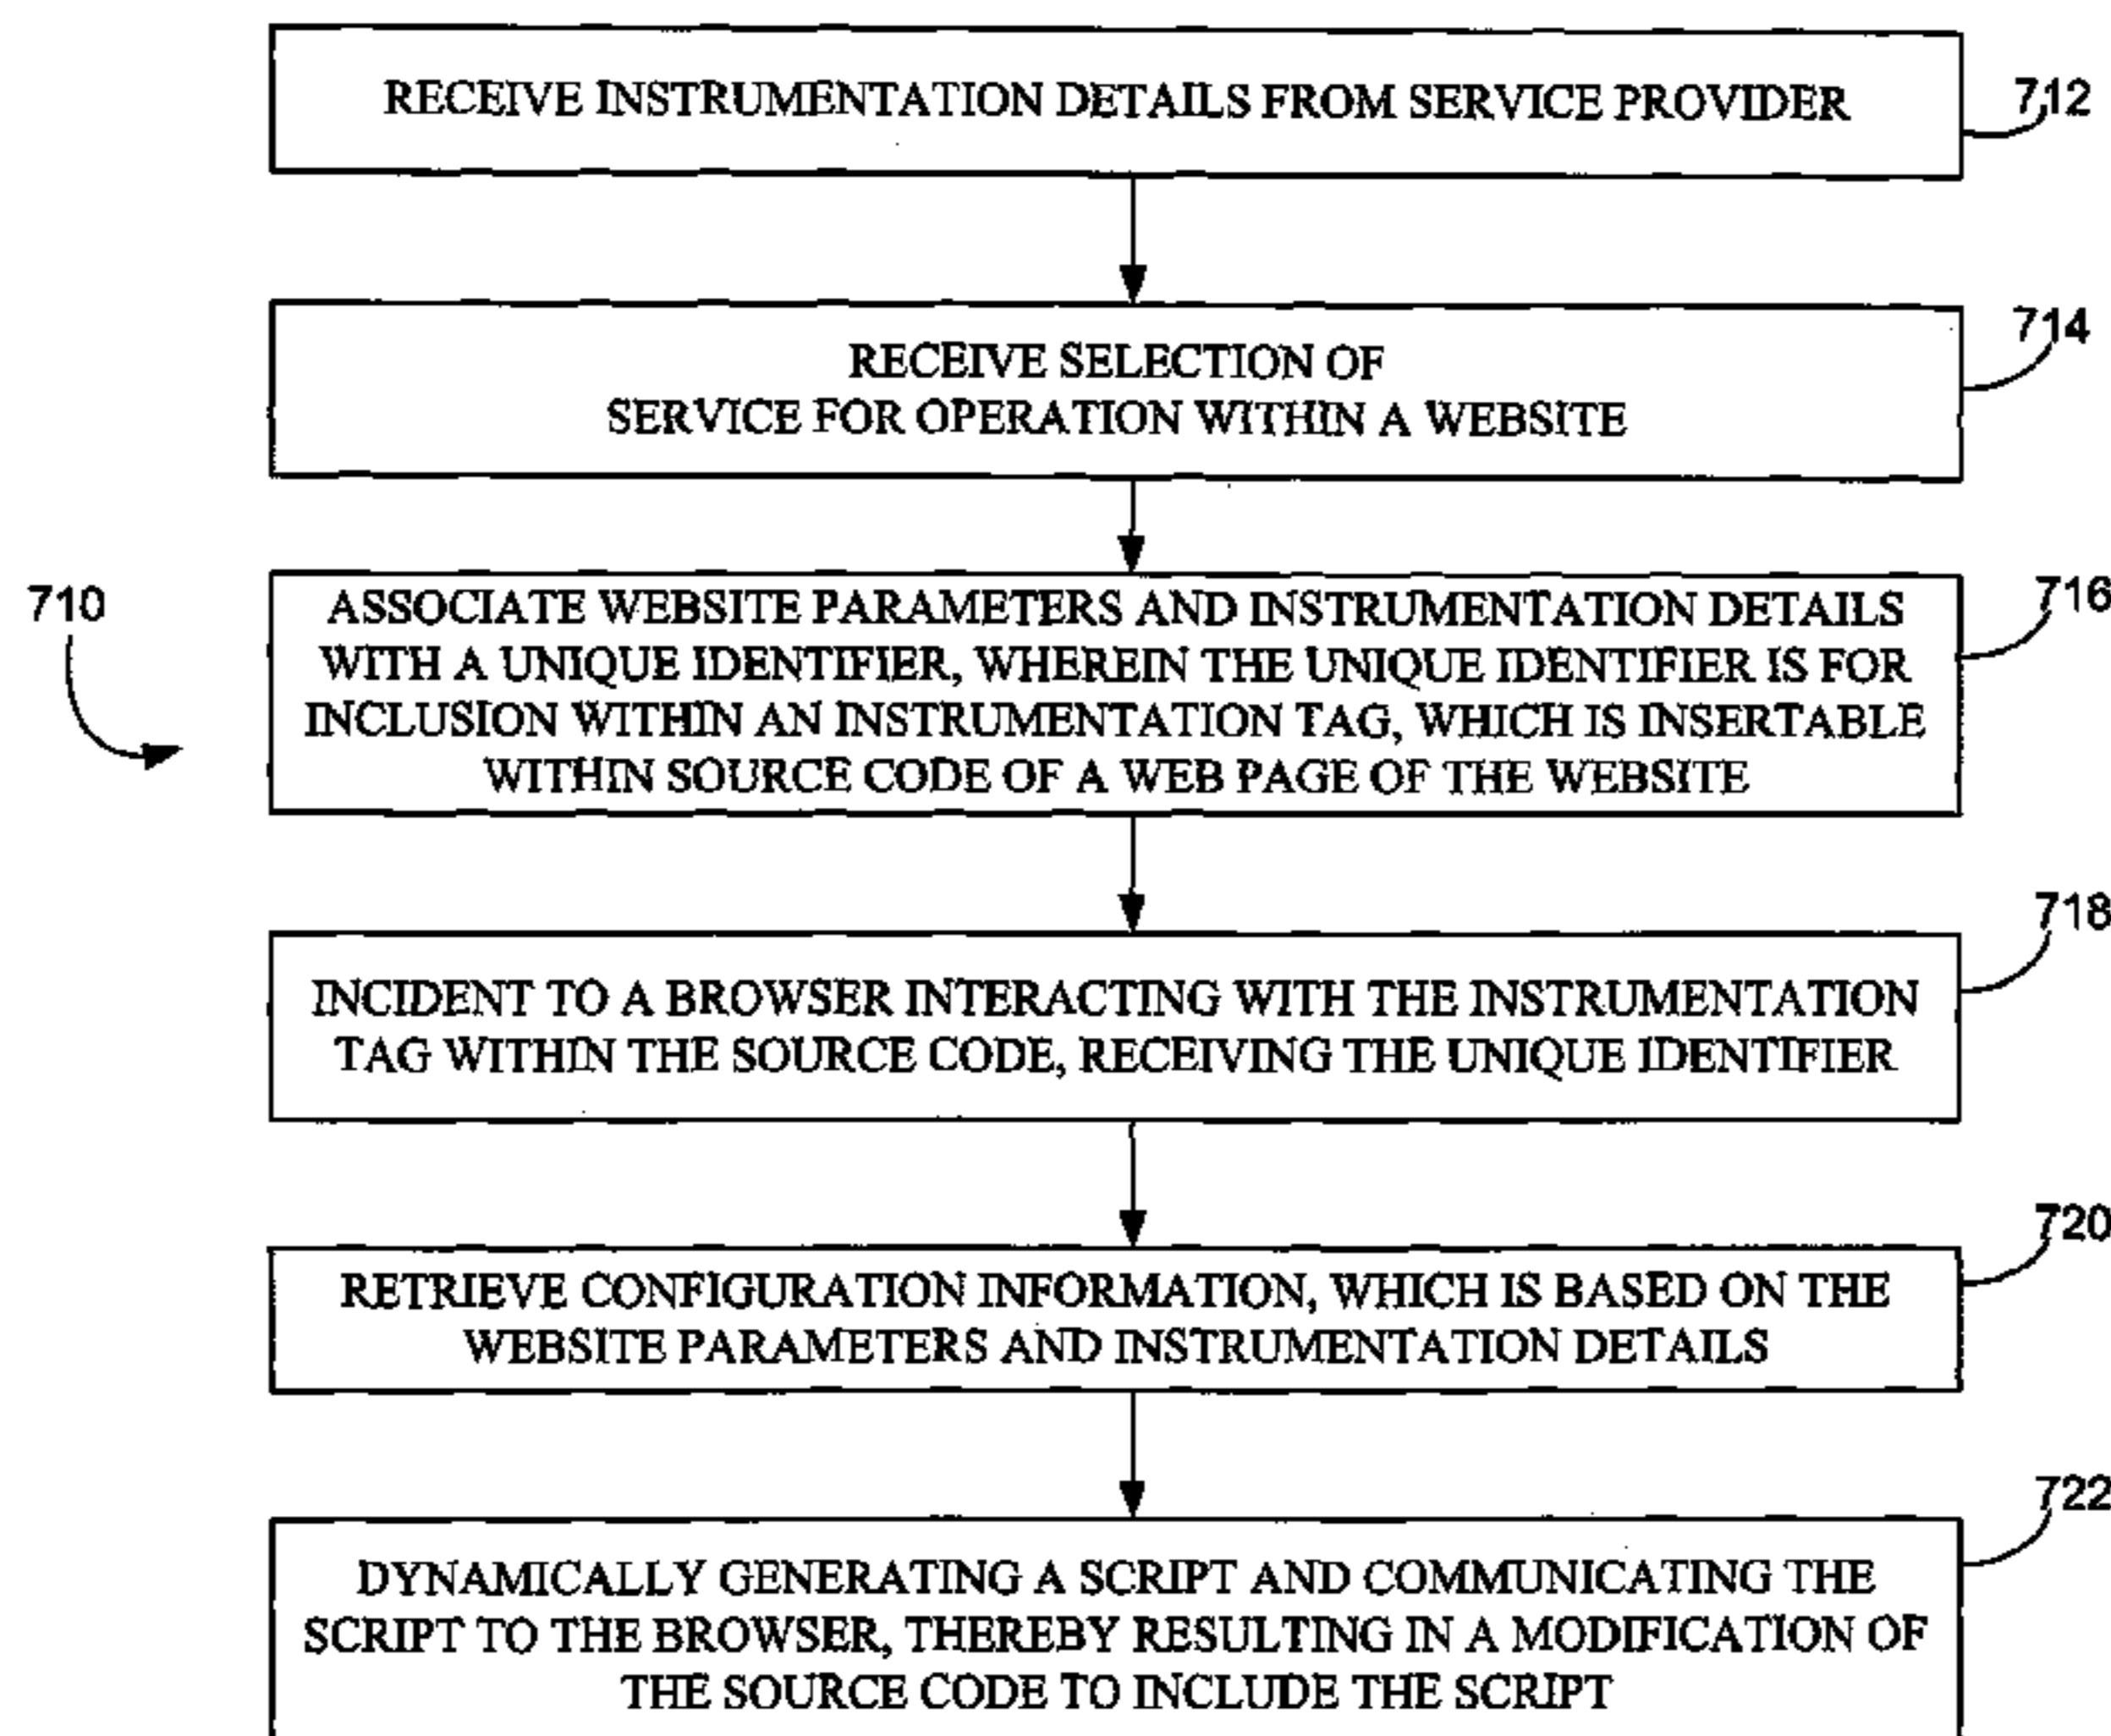 RECEIVE INSTRUMENTATION DETAILS FROM SERVICE PROVIDER
712
RECEIVE SELECTION OF
SERVICE FOR OPERATION WITHIN A WEBSITE
714
710
ASSOCIATE WEBSITE PARAMETERS AND INSTRUMENTATION DETAILS
WITH A UNIQUE IDENTIFIER, WHEREIN THE UNIQUE IDENTIFIER IS FOR
INCLUSION WITHIN AN INSTRUMENTATION TAG, WHICH IS INSERTABLE
WITHIN SOURCE CODE OF A WEB PAGE OF THE WEBSITE
716
INCIDENT TO A BROWSER INTERACTING WITH THE INSTRUMENTATION
TAG WITHIN THE SOURCE CODE, RECEIVING THE UNIQUE IDENTIFIER
718
RETRIEVE CONFIGURATION INFORMATION, WHICH IS BASED ON THE
WEBSITE PARAMETERS AND INSTRUMENTATION DETAILS
720
DYNAMICALLY GENERATING A SCRIPT AND COMMUNICATING THE
SCRIPT TO THE BROWSER, THEREBY RESULTING IN A MODIFICATION OF
THE SOURCE CODE TO INCLUDE THE SCRIPT
722